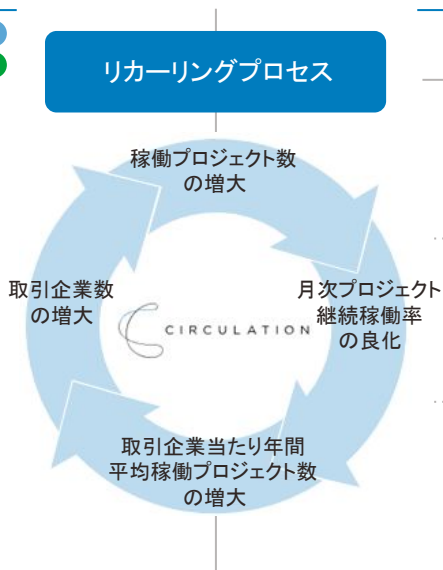 リカーリングプロセス
稼働プロジェクト数
の増大
取引企業数
の増大
月次プロジェクト
継続稼働率
の良化
CIRCULATION
取引企業当たり年間
平均稼働プロジェクト数
の増大